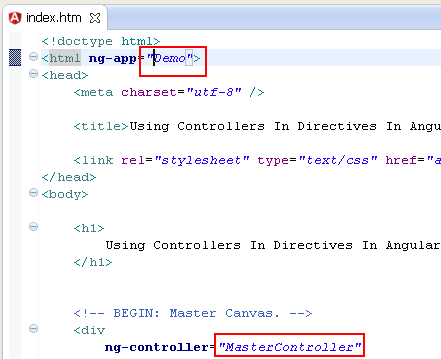 index.htm
<!doctype html>
<html ng-app="Demo">
<head>
<meta charset="utf-8" />
<title>Using Controllers In Directives In Angu
<link rel="stylesheet" type="text/css" href="a
</head>
<body>
<h1>
Using Controllers In Directives In Angular
</h1>
<!-- BEGIN: Master Canvas. -->
<div
ng-controller="MasterController"